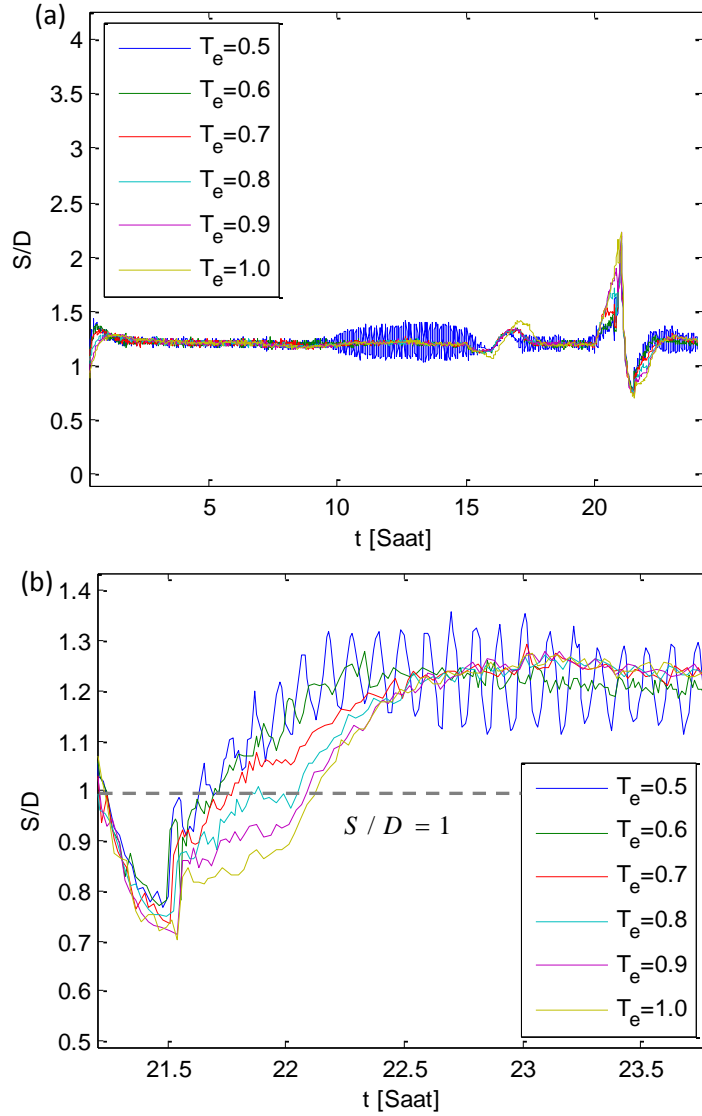 (a)
T_e=0.5
T_e=0.6
T_e=0.7
T_e=0.8
T_e=0.9
T_e=1.0
S/D
4
3.5
3
2.5
2
1.5
1
0.5
0
5 10 15 20
t [Saat]
(b)
S/D
1.4
1.3
1.2
1.1
1
0.9
0.8
0.7
0.6
0.5
S / D = 1
T_e=0.5
T_e=0.6
T_e=0.7
T_e=0.8
T_e=0.9
T_e=1.0
21.5 22 22.5 23 23.5
t [Saat]